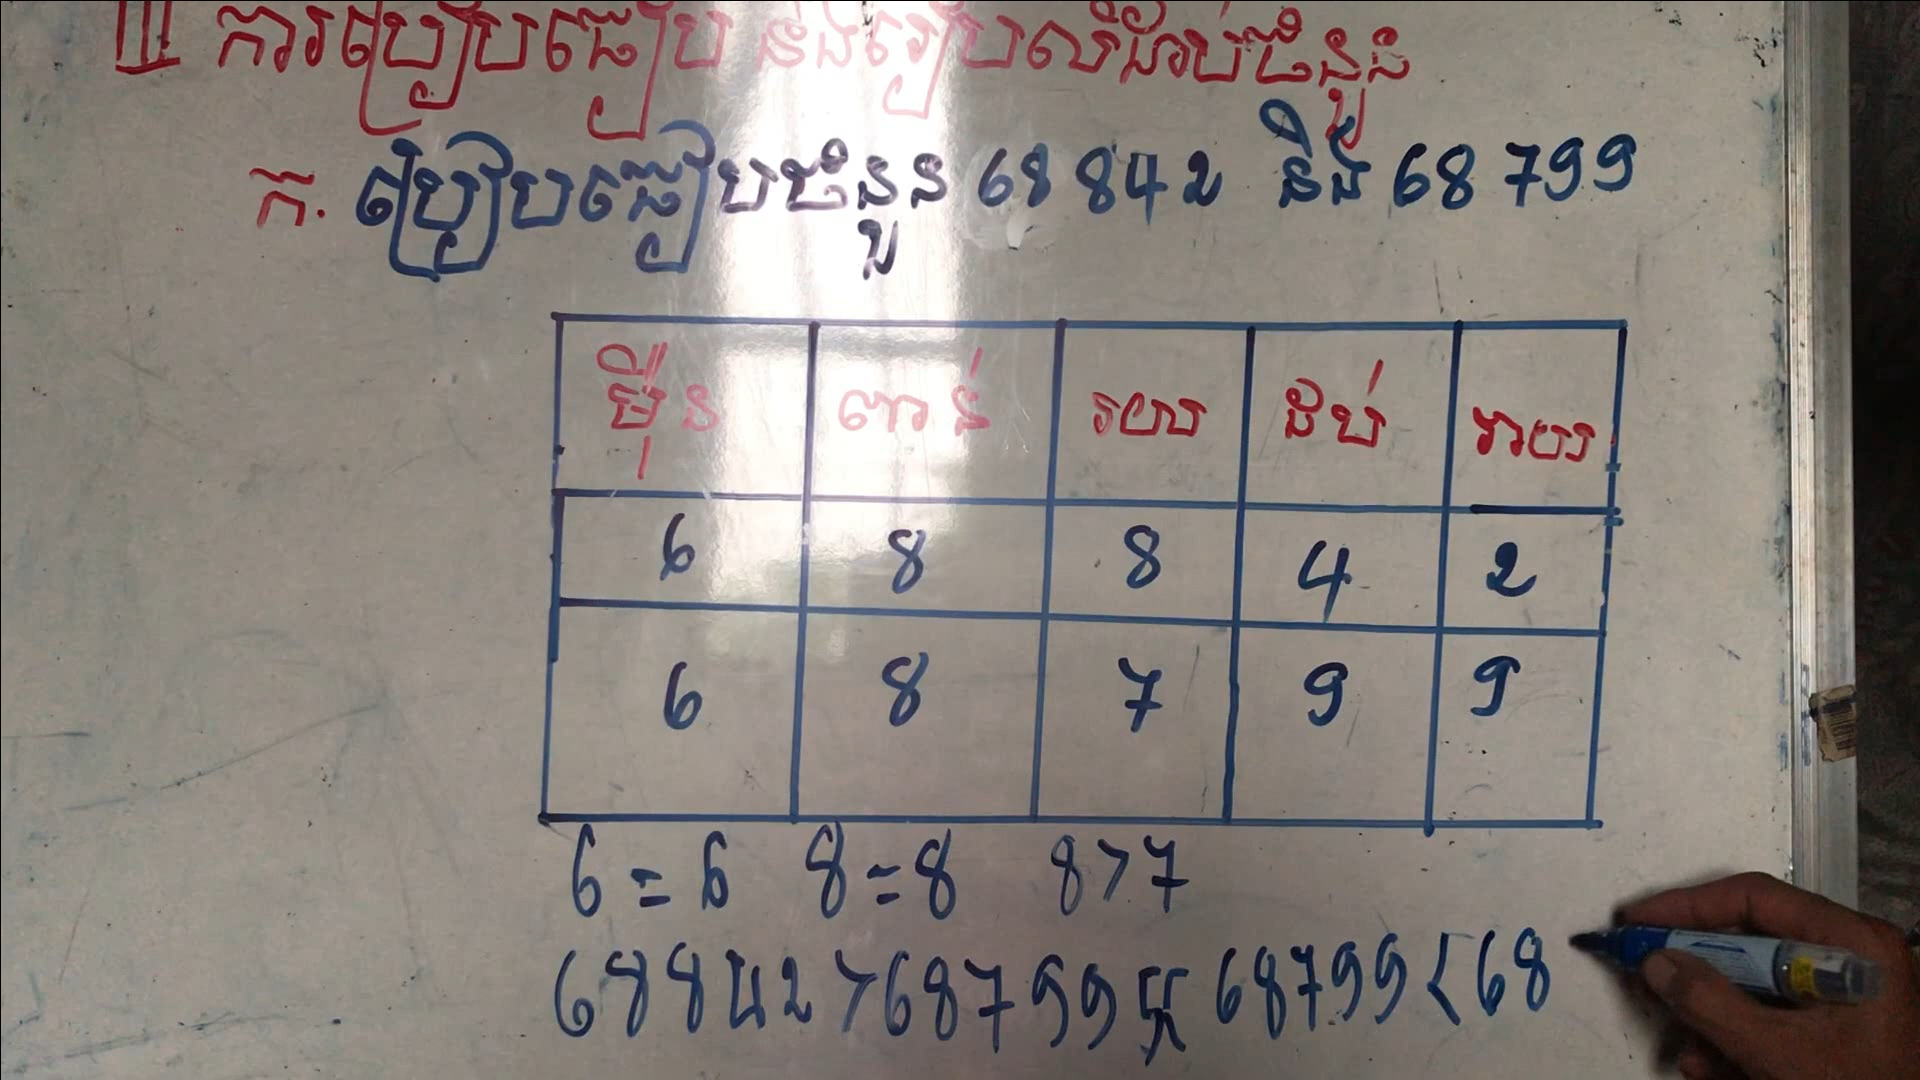 III ការប្រៀបធៀប និងរៀបលំដាប់ចំនួន
ក. ប្រៀបធៀបចំនួន 68 842 និង 68 799
ម៉ឺន ពាន់ រយ ដប់ រាយ
6 8 8 4 2
6 8 7 9 9
6 = 6 8 = 8 8 > 7
68842 > 68799 ឬ 68799 < 68